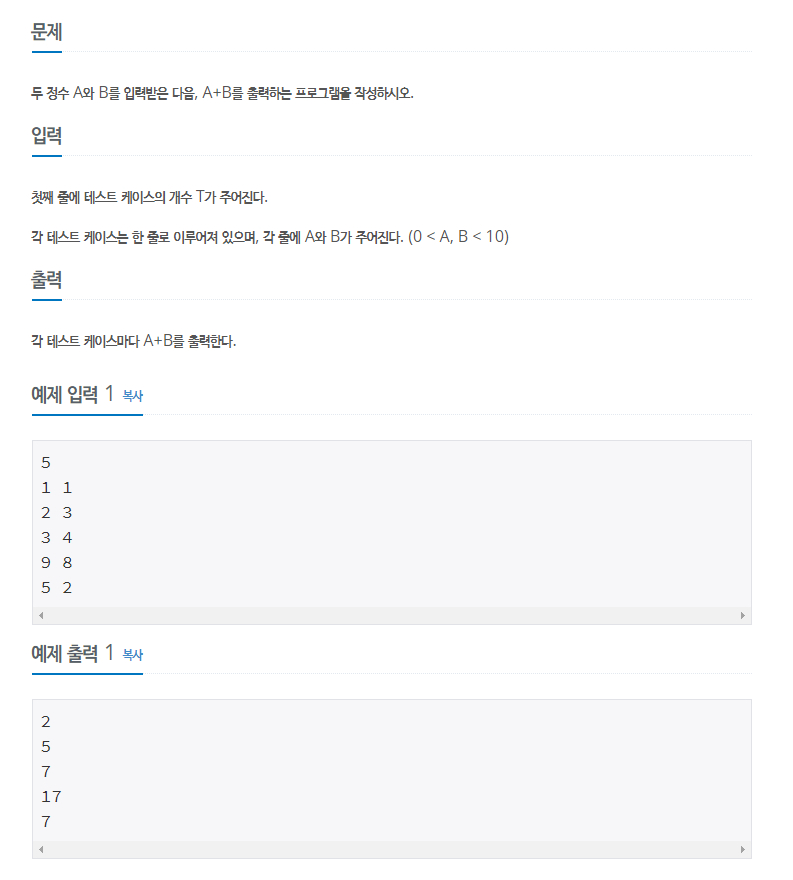 문제
두 정수 A와 B를 입력받은 다음, A+B를 출력하는 프로그램을 작성하시오.
입력
첫째 줄에 테스트 케이스의 개수 T가 주어진다.
각 테스트 케이스는 한 줄로 이루어져 있으며, 각 줄에 A와 B가 주어진다. (0 < A, B < 10)
출력
각 테스트 케이스마다 A+B를 출력한다.
예제 입력 1 복사
5
1 1
2 3
3 4
9 8
5 2
예제 출력 1 복사
2
5
7
17
7